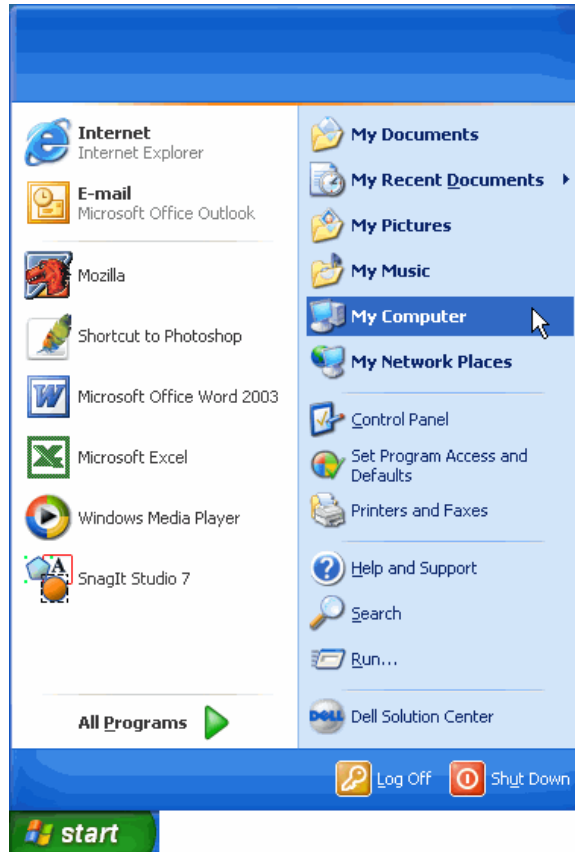 Internet
Internet Explorer
E-mail
Microsoft Office Outlook
Mozilla
Shortcut to Photoshop
Microsoft Office Word 2003
Microsoft Excel
Windows Media Player
SnagIt Studio 7
All Programs
My Documents
My Recent Documents
My Pictures
My Music
My Computer
My Network Places
Control Panel
Set Program Access and
Defaults
Printers and Faxes
Help and Support
Search
Run...
DELL Dell Solution Center
Log Off Shut Down
start